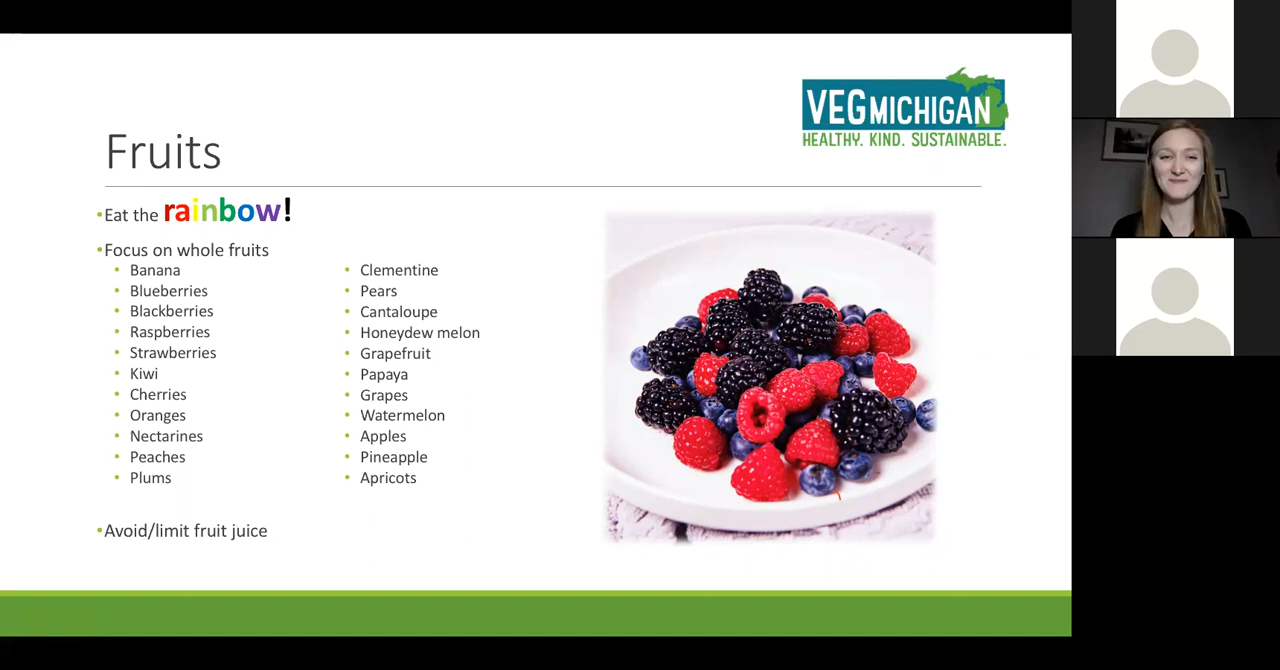 VEGMICHIGAN
HEALTHY. KIND. SUSTAINABLE.
Fruits
•Eat the rainbow!
•Focus on whole fruits
• Banana
• Blueberries
• Blackberries
• Raspberries
• Strawberries
• Kiwi
• Cherries
• Oranges
• Nectarines
• Peaches
• Plums
• Clementine
• Pears
• Cantaloupe
• Honeydew melon
• Grapefruit
• Papaya
• Grapes
• Watermelon
• Apples
• Pineapple
• Apricots
•Avoid/limit fruit juice